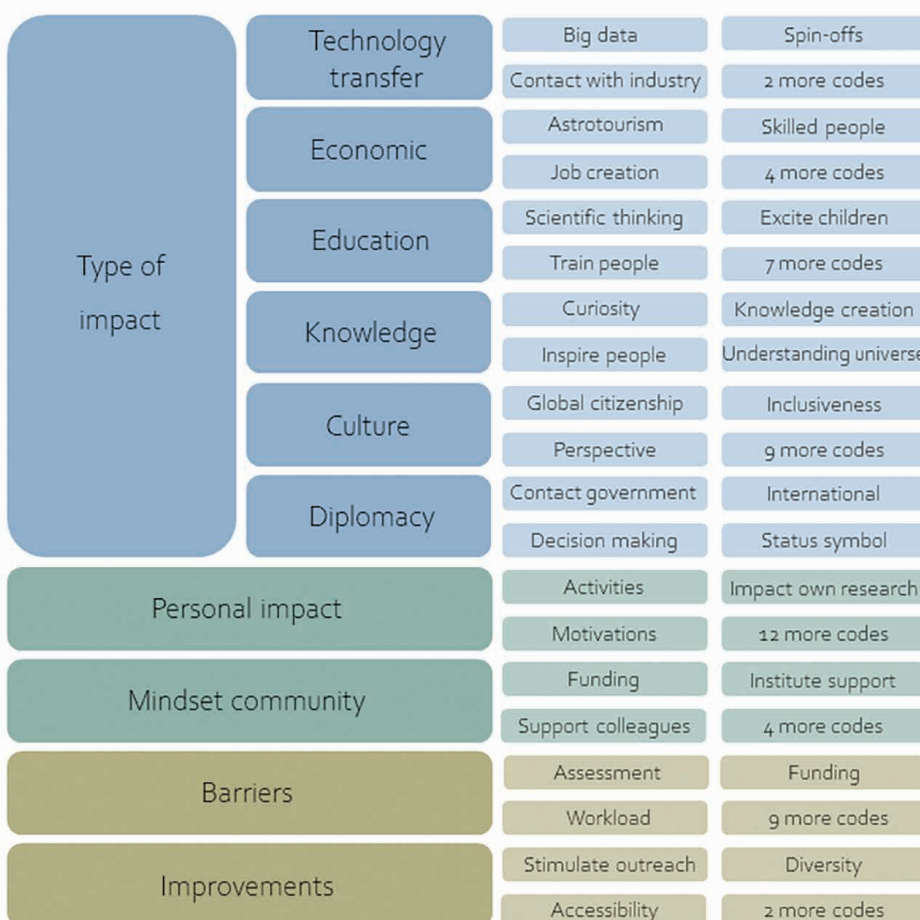 Type of
impact
Technology
transfer
Big data
Spin-offs
Contact with industry
2 more codes
Economic
Astrotourism
Skilled people
Job creation
4 more codes
Education
Scientific thinking
Excite children
Train people
7 more codes
Knowledge
Curiosity
Knowledge creation
Inspire people
Understanding universe
Culture
Global citizenship
Inclusiveness
Perspective
9 more codes
Diplomacy
Contact government
International
Decision making
Status symbol
Personal impact
Activities
Impact own research
Motivations
12 more codes
Mindset community
Funding
Institute support
Support colleagues
4 more codes
Barriers
Assessment
Funding
Workload
9 more codes
Improvements
Stimulate outreach
Diversity
Accessibility
2 more codes